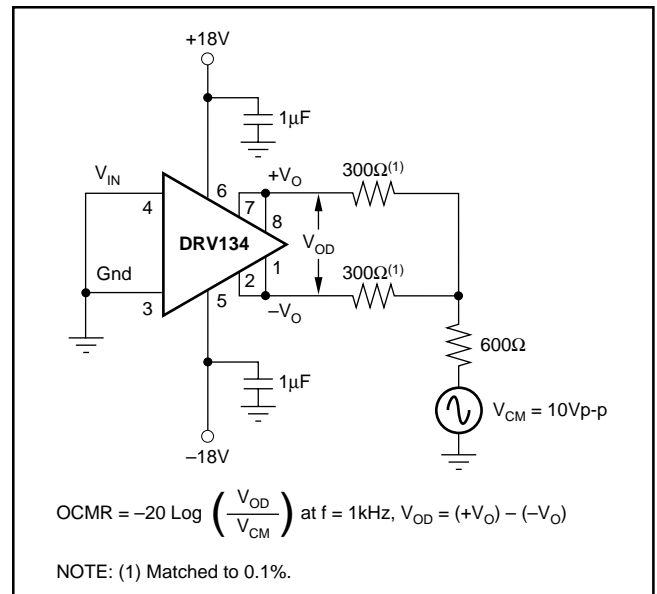 +18V
1µF
V_IN
4
6
7
8
+V_O
300Ω(1)
DRV134
V_OD
Gnd
3
5
2
1
–V_O
300Ω(1)
600Ω
V_CM = 10Vp-p
1µF
–18V
OCMR = –20 Log (V_OD / V_CM) at f = 1kHz, V_OD = (+V_O) – (–V_O)
NOTE: (1) Matched to 0.1%.